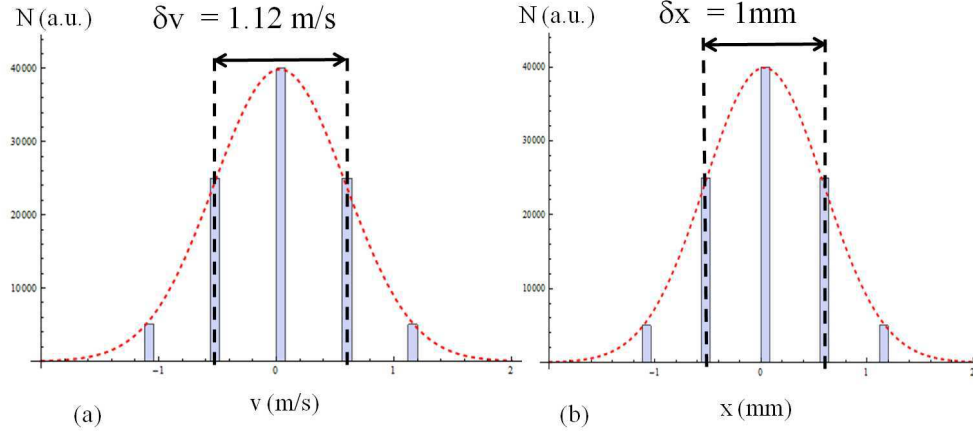 N (a.u.)
δv = 1.12 m/s
40000
30000
20000
10000
-1
0
1
2
v (m/s)
(a)
N (a.u.)
δx = 1mm
40000
30000
20000
10000
-1
0
1
2
x (mm)
(b)